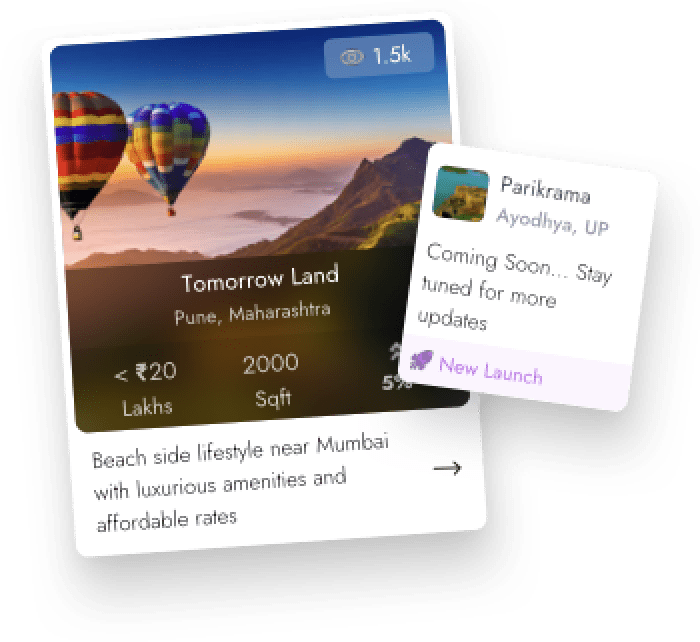 1.5k
Tomorrow Land
Pune, Maharashtra
< ₹20
Lakhs
2000
Sqft
5%
Beach side lifestyle near Mumbai
with luxurious amenities and
affordable rates
→
Parikrama
Ayodhya, UP
Coming Soon... Stay
tuned for more
updates
New Launch